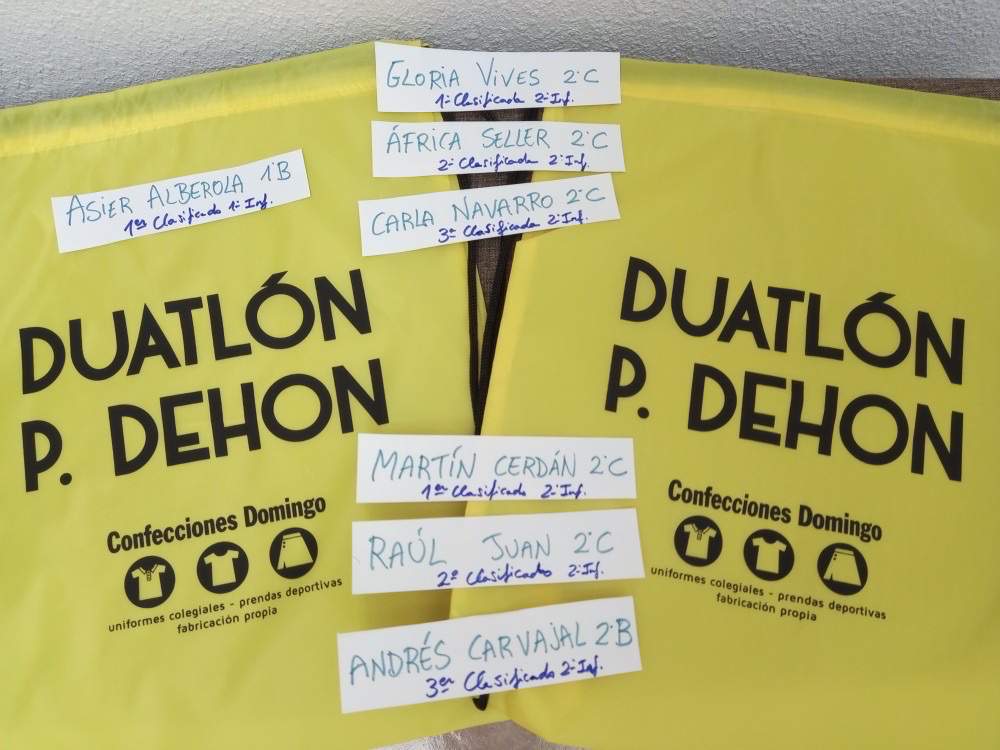 GLORIA VIVES 2ºC
1ª Clasificada 2º Inf.
ÁFRICA SELLER 2ºC
2ª Clasificada 2º Inf.
CARLA NAVARRO 2ºC
3ª Clasificada 2º Inf.
ASIER ALBEROLA 1ºB
1er Clasificado 1º Inf.
DUATLÓN
P. DEHON
Confecciones Domingo
uniformes colegiales - prendas deportivas
fabricación propia
DUATLÓN
P. DEHON
Confecciones Domingo
uniformes colegiales - prendas deportivas
fabricación propia
MARTÍN CERDÁN 2ºC
1er Clasificado 2º Inf.
RAÚL JUAN 2ºC
2º Clasificado 2º Inf.
ANDRÉS CARVAJAL 2ºB
3er Clasificado 2º Inf.